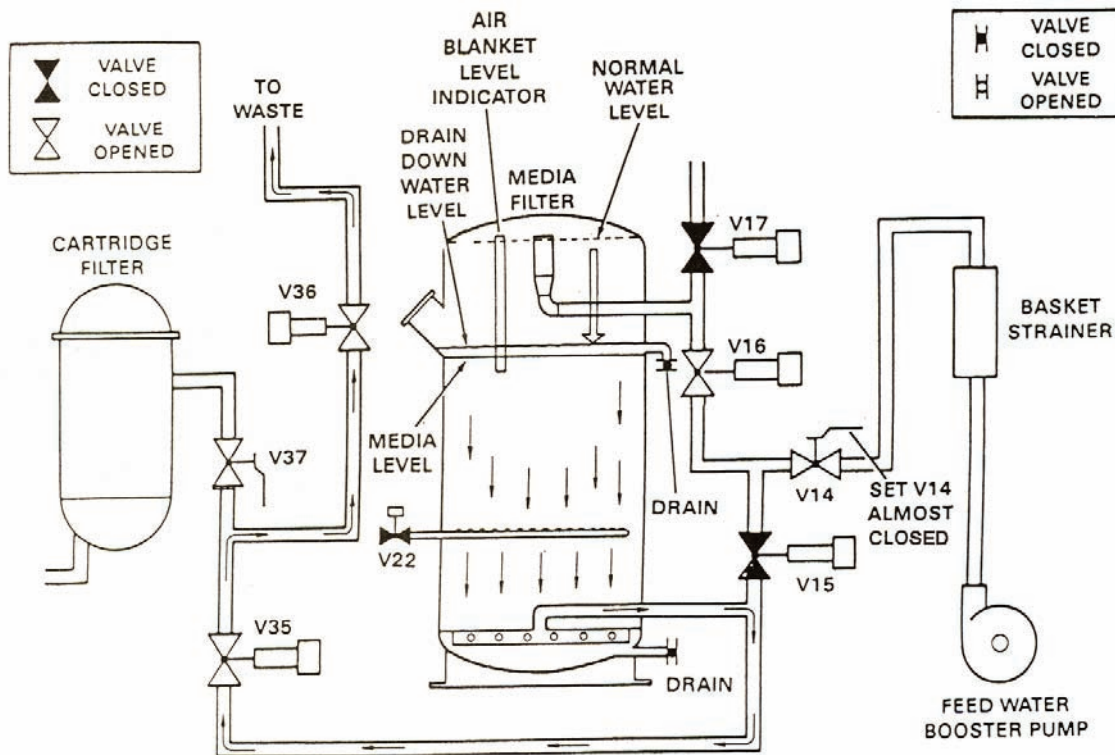 VALVE
CLOSED
VALVE
OPENED
TO
WASTE
AIR
BLANKET
LEVEL
INDICATOR
NORMAL
WATER
LEVEL
VALVE
CLOSED
VALVE
OPENED
DRAIN
DOWN
WATER
LEVEL
MEDIA
FILTER
V17
CARTRIDGE
FILTER
V36
BASKET
STRAINER
V16
MEDIA
LEVEL
V37
DRAIN
V14
SET V14
ALMOST
CLOSED
V22
V15
V35
DRAIN
FEED WATER
BOOSTER PUMP